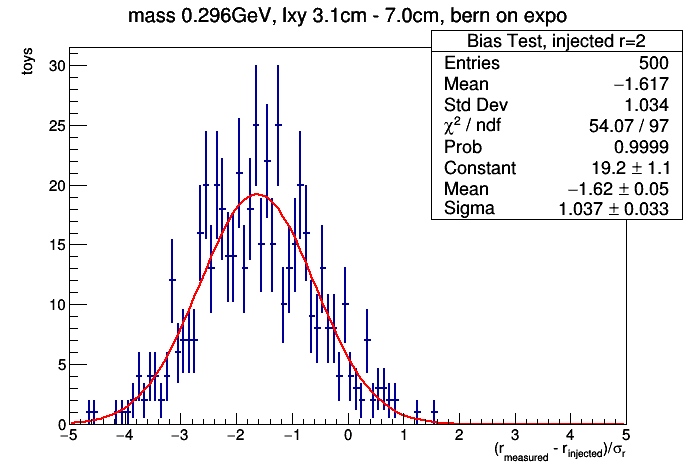 mass 0.296GeV, lxy 3.1cm - 7.0cm, bern on expo
Bias Test, injected r=2
Entries 500
Mean −1.617
Std Dev 1.034
χ² / ndf 54.07 / 97
Prob 0.9999
Constant 19.2 ± 1.1
Mean −1.62 ± 0.05
Sigma 1.037 ± 0.033
toys
30
25
20
15
10
5
0
−5 −4 −3 −2 −1 0 1 2 3 4 5
(r_measured - r_injected)/σ_r